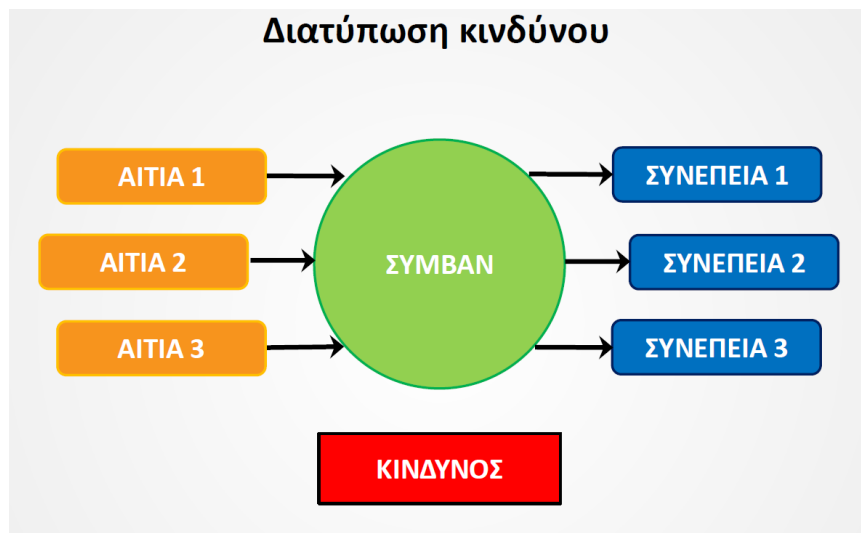 Διατύπωση κινδύνου
ΑΙΤΙΑ 1
ΣΥΝΕΠΕΙΑ 1
ΑΙΤΙΑ 2
ΣΥΜΒΑΝ
ΣΥΝΕΠΕΙΑ 2
ΑΙΤΙΑ 3
ΣΥΝΕΠΕΙΑ 3
ΚΙΝΔΥΝΟΣ